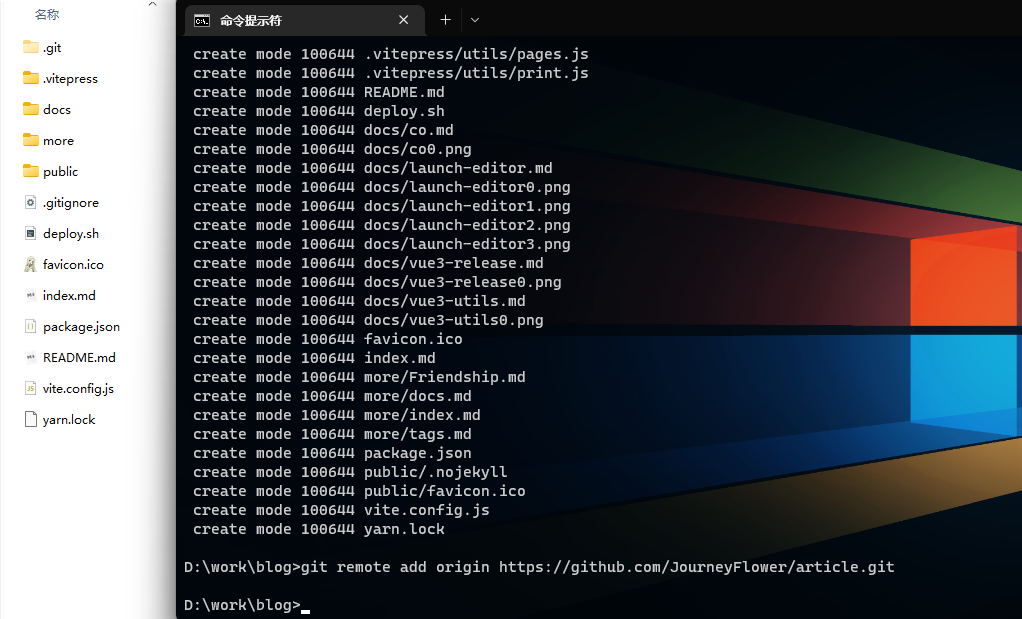 名称
.git
.vitepress
docs
more
public
.gitignore
deploy.sh
favicon.ico
index.md
package.json
README.md
vite.config.js
yarn.lock
命令提示符
create mode 100644 .vitepress/utils/pages.js
create mode 100644 .vitepress/utils/print.js
create mode 100644 README.md
create mode 100644 deploy.sh
create mode 100644 docs/co.md
create mode 100644 docs/co0.png
create mode 100644 docs/launch-editor.md
create mode 100644 docs/launch-editor0.png
create mode 100644 docs/launch-editor1.png
create mode 100644 docs/launch-editor2.png
create mode 100644 docs/launch-editor3.png
create mode 100644 docs/vue3-release.md
create mode 100644 docs/vue3-release0.png
create mode 100644 docs/vue3-utils.md
create mode 100644 docs/vue3-utils0.png
create mode 100644 favicon.ico
create mode 100644 index.md
create mode 100644 more/Friendship.md
create mode 100644 more/docs.md
create mode 100644 more/index.md
create mode 100644 more/tags.md
create mode 100644 package.json
create mode 100644 public/.nojekyll
create mode 100644 public/favicon.ico
create mode 100644 vite.config.js
create mode 100644 yarn.lock
D:\work\blog>git remote add origin https://github.com/JourneyFlower/article.git
D:\work\blog>